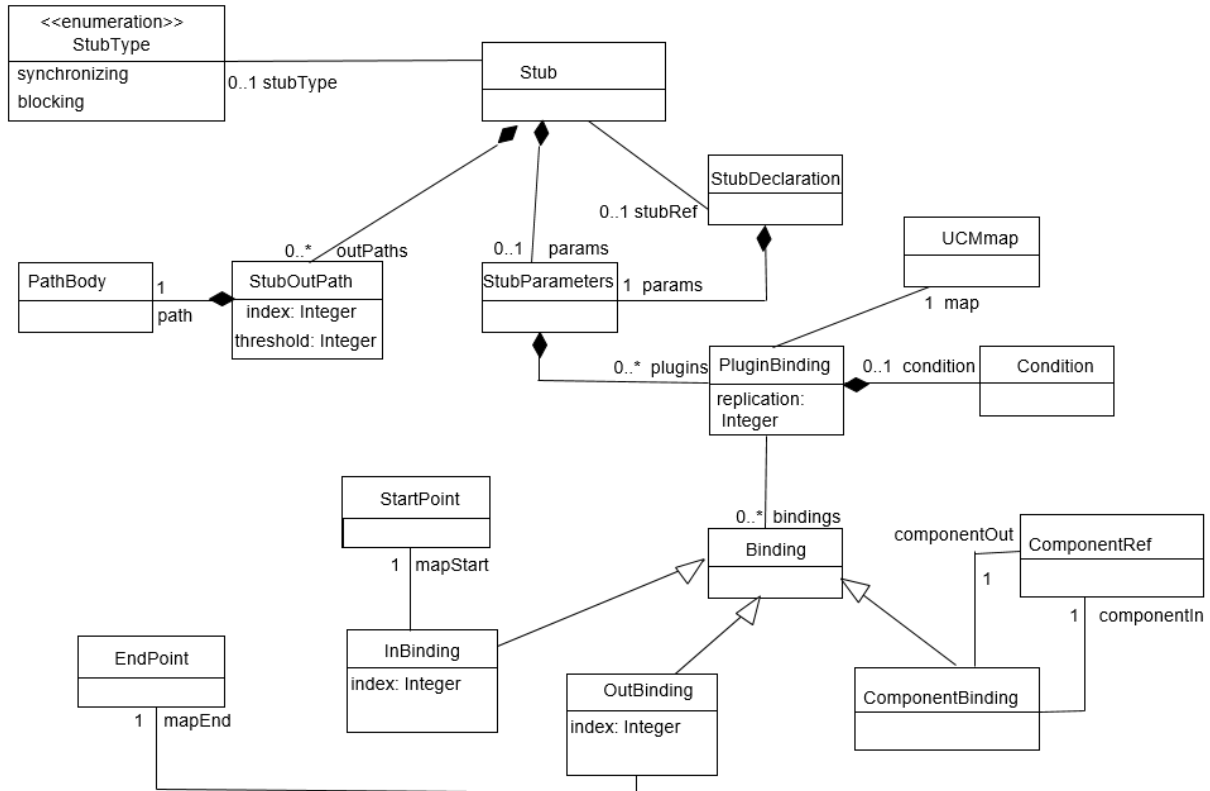 <<enumeration>>
StubType
synchronizing
blocking
0..1 stubType
Stub
StubDeclaration
0..1 stubRef
UCMmap
0..* outPaths
0..1 params
PathBody
1
path
StubOutPath
index: Integer
threshold: Integer
StubParameters
1 params
1 map
0..* plugins
PluginBinding
replication:
Integer
0..1 condition
Condition
StartPoint
1 mapStart
0..* bindings
Binding
componentOut
1
ComponentRef
1 componentIn
EndPoint
1 mapEnd
InBinding
index: Integer
OutBinding
index: Integer
ComponentBinding